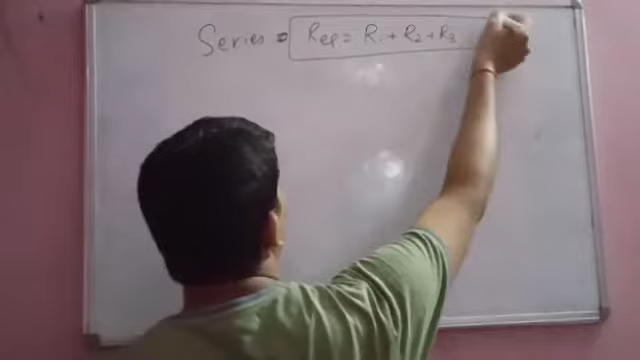 Series = Req = R1 + R2 + R3